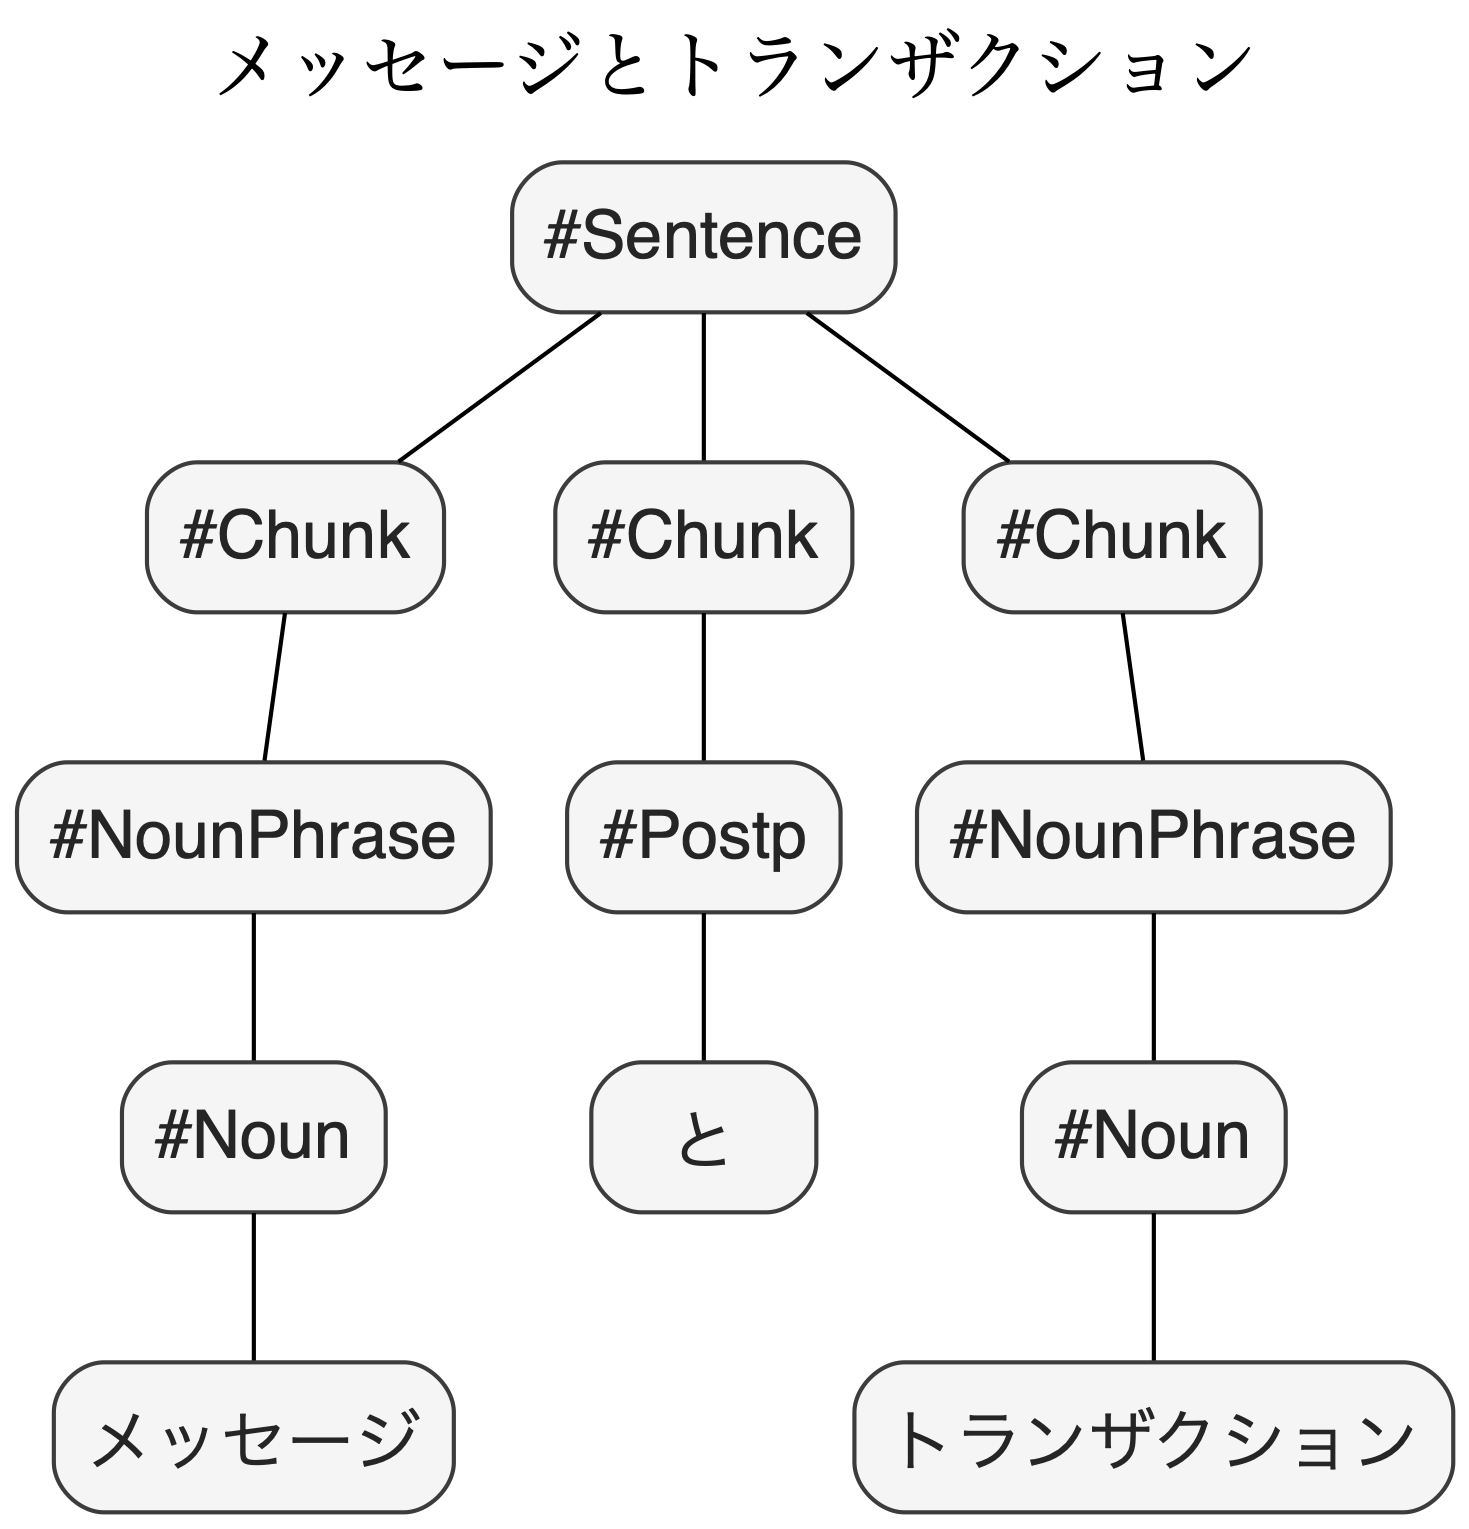 メッセージとトランザクション
#Sentence
#Chunk
#Chunk
#Chunk
#NounPhrase
#Postp
#NounPhrase
#Noun
と
#Noun
メッセージ
トランザクション